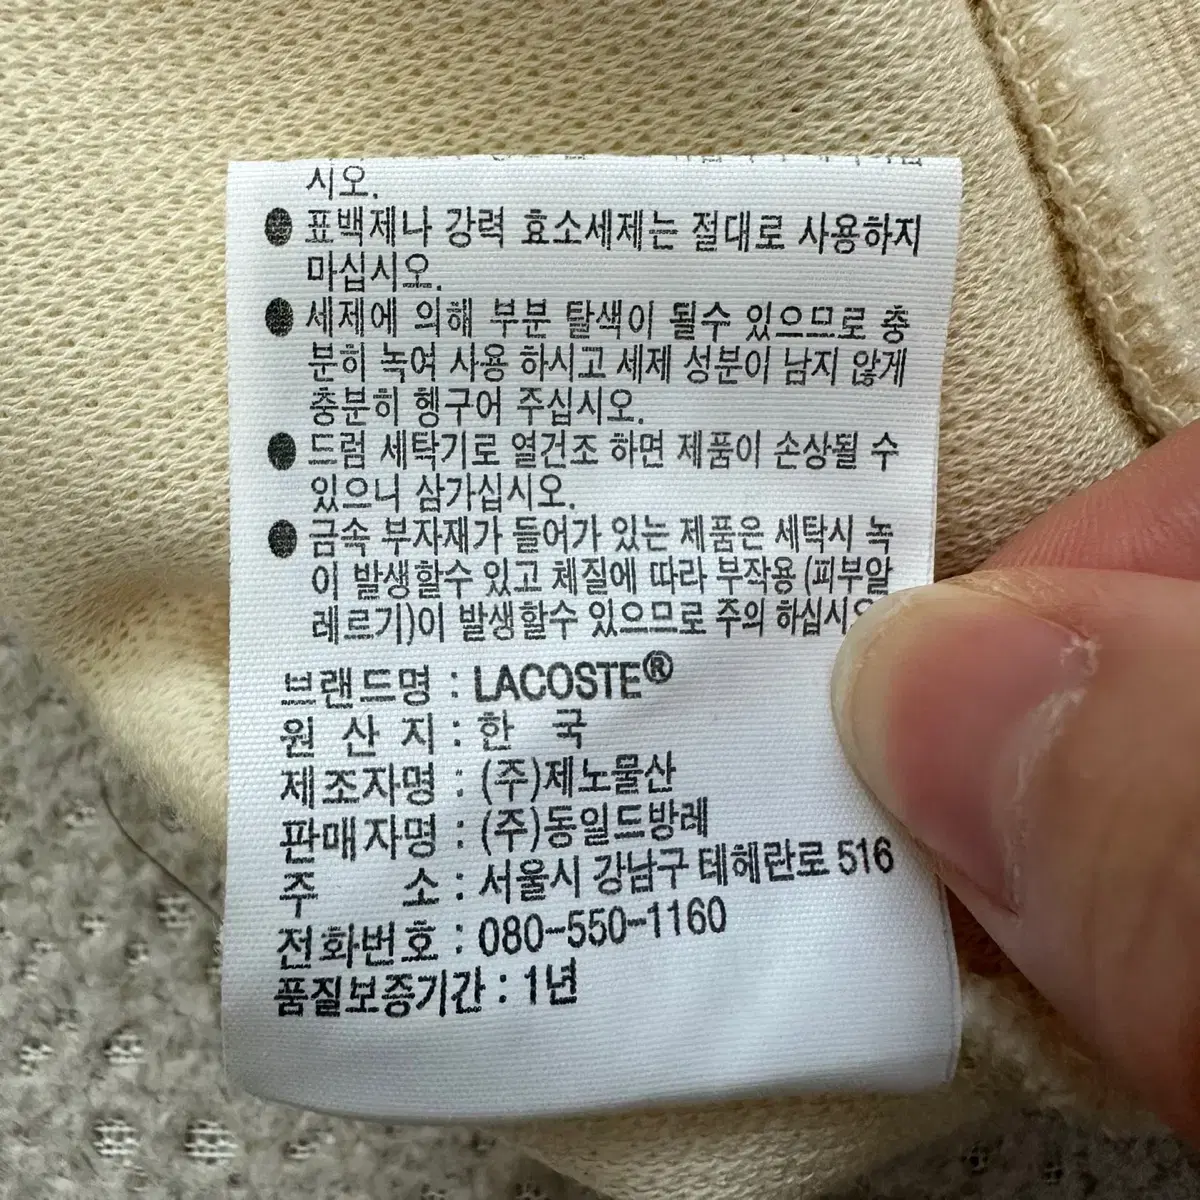 시오.
● 표백제나 강력 효소세제는 절대로 사용하지
마십시오.
● 세제에 의해 부분 탈색이 될수 있으므로 충
분히 녹여 사용 하시고 세제 성분이 남지 않게
충분히 헹구어 주십시오.
● 드럼 세탁기로 열건조 하면 제품이 손상될 수
있으니 삼가십시오.
● 금속 부자재가 들어가 있는 제품은 세탁시 녹
이 발생할수 있고 체질에 따라 부작용 (피부알
레르기)이 발생할수 있으므로 주의 하십시오
브랜드명 : LACOSTE®
원 산 지 : 한 국
제조자명 : (주)제노물산
판매자명 : (주)동일드방레
주 소 : 서울시 강남구 테헤란로 516
전화번호 : 080-550-1160
품질보증기간 : 1년